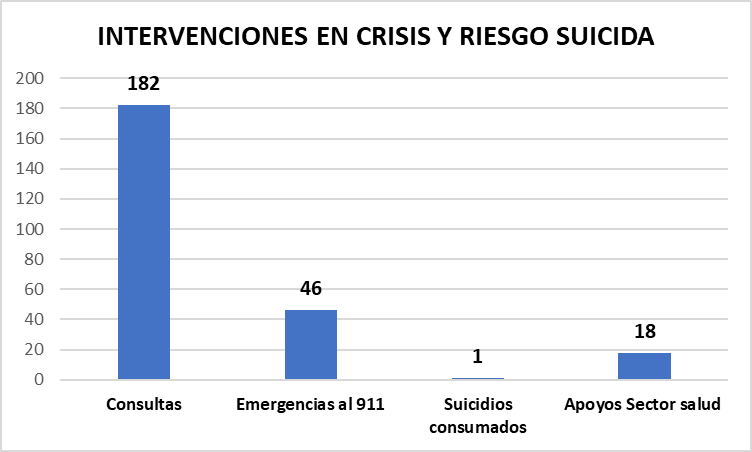 INTERVENCIONES EN CRISIS Y RIESGO SUICIDA
200
180
160
140
120
100
80
60
40
20
0
182
46
1
18
Consultas
Emergencias al 911
Suicidios
consumados
Apoyos Sector salud